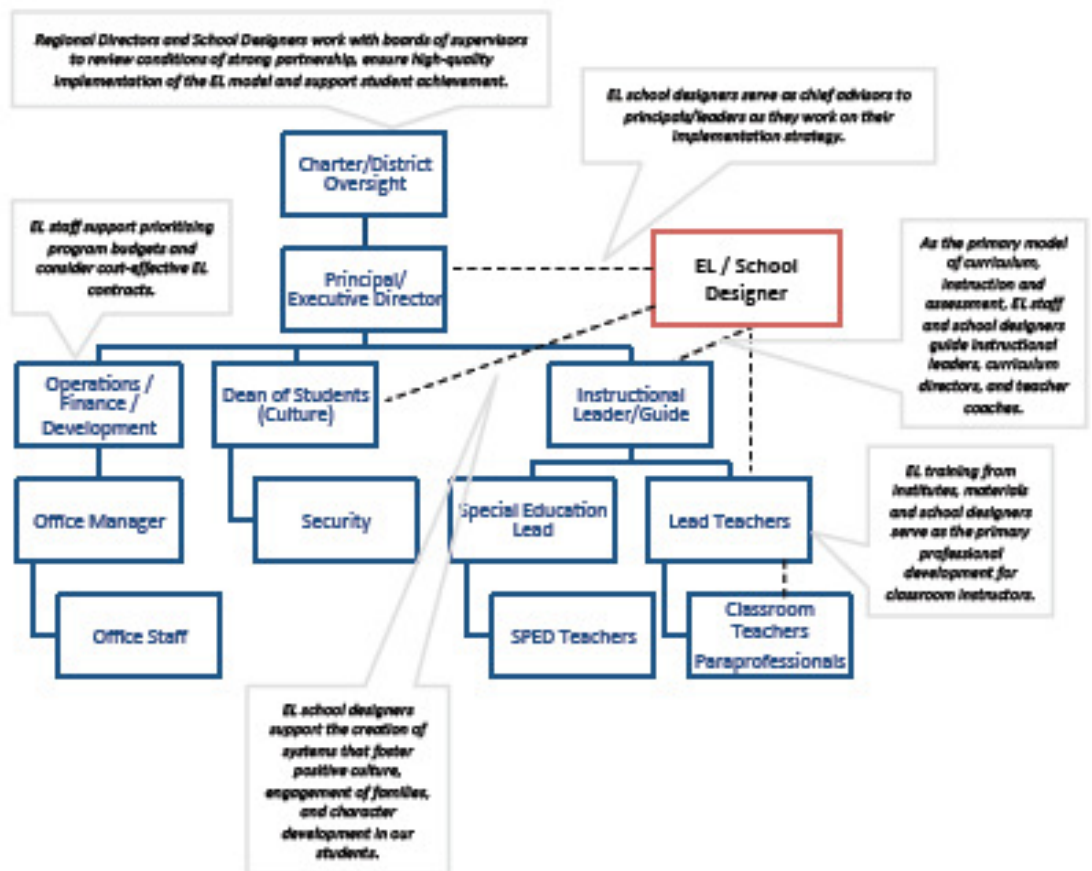 Regional Directors and School Designers work with boards of supervisors
to review conditions of strong partnership, ensure high-quality
implementation of the EL model and support student achievement.
EL school designers serve as chief advisors to
principals/leaders as they work on their
implementation strategy.
Charter/District
Oversight
EL staff support prioritizing
program budgets and
consider cost-effective EL
contracts.
Principal/
Executive Director
EL / School
Designer
As the primary model
of curriculum,
instruction and
assessment, EL staff
and school designers
guide instructional
leaders, curriculum
directors, and teacher
coaches.
Operations /
Finance /
Development
Dean of Students
(Culture)
Instructional
Leader/Guide
Office Manager
Security
Special Education
Lead
Lead Teachers
EL training from
institutes, materials
and school designers
serve as the primary
professional
development for
classroom instructors.
Office Staff
SPED Teachers
Classroom
Teachers
Paraprofessionals
EL school designers
support the creation of
systems that foster
positive culture,
engagement of families,
and character
development in our
students.